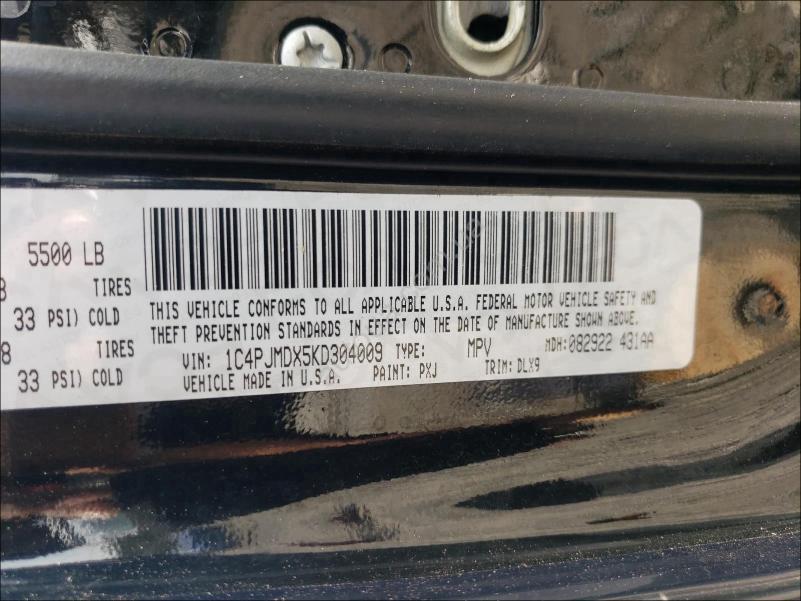 5500 LB
TIRES
33 PSI) COLD
8 TIRES
33 PSI) COLD
THIS VEHICLE CONFORMS TO ALL APPLICABLE U.S.A. FEDERAL MOTOR VEHICLE SAFETY AND
THEFT PREVENTION STANDARDS IN EFFECT ON THE DATE OF MANUFACTURE SHOWN ABOVE.
VIN: 1C4PJMDX5KD304009 TYPE: MPV MDH: 082922 431AA
VEHICLE MADE IN U.S.A. PAINT: PXJ TRIM: DLX9